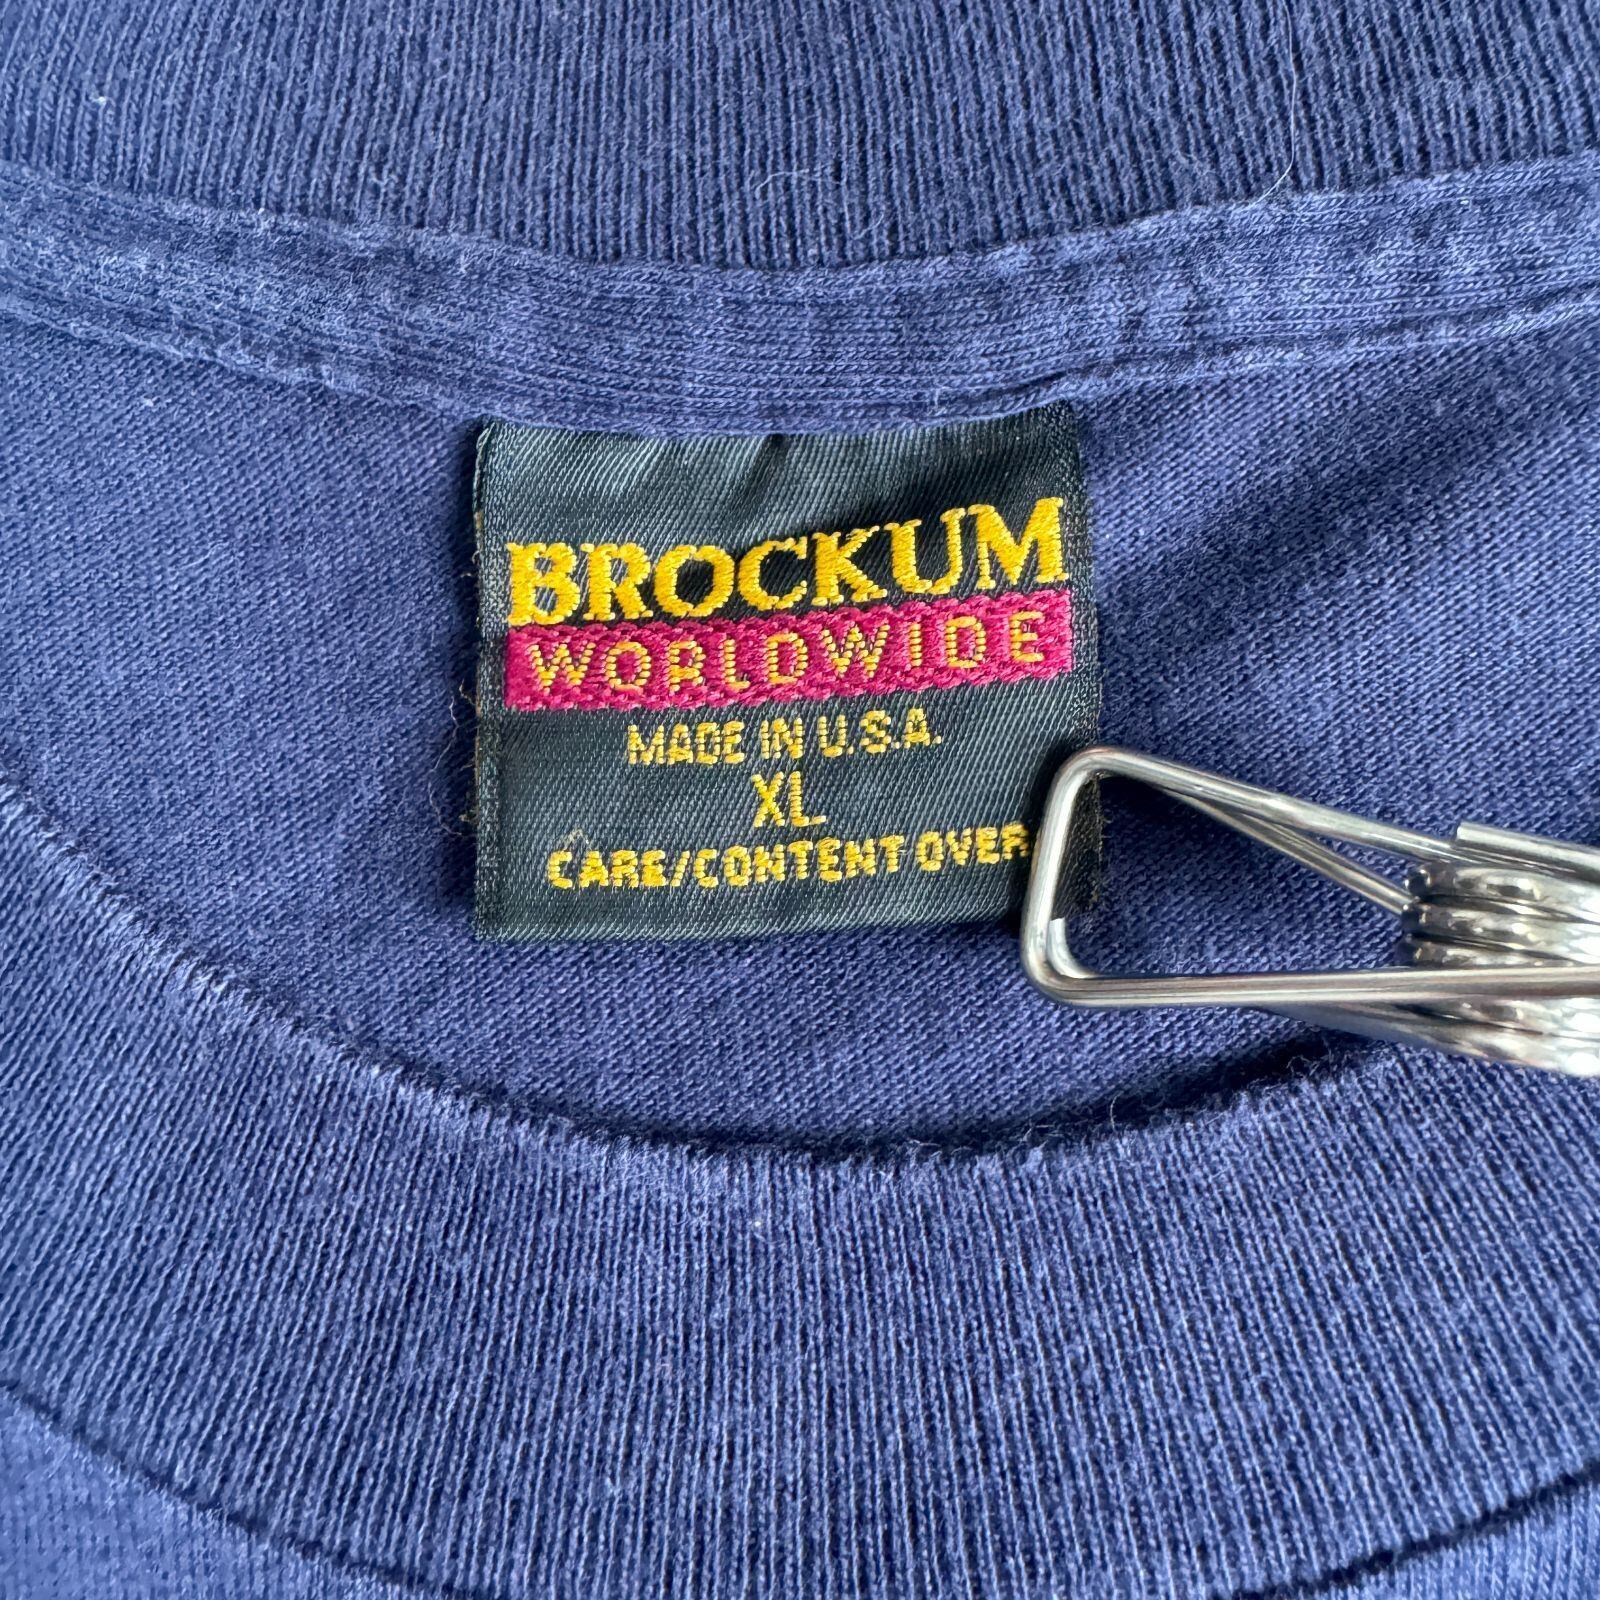 BROCKUM
WORLDWIDE
MADE IN U.S.A.
XL
CARE/CONTENT OVER